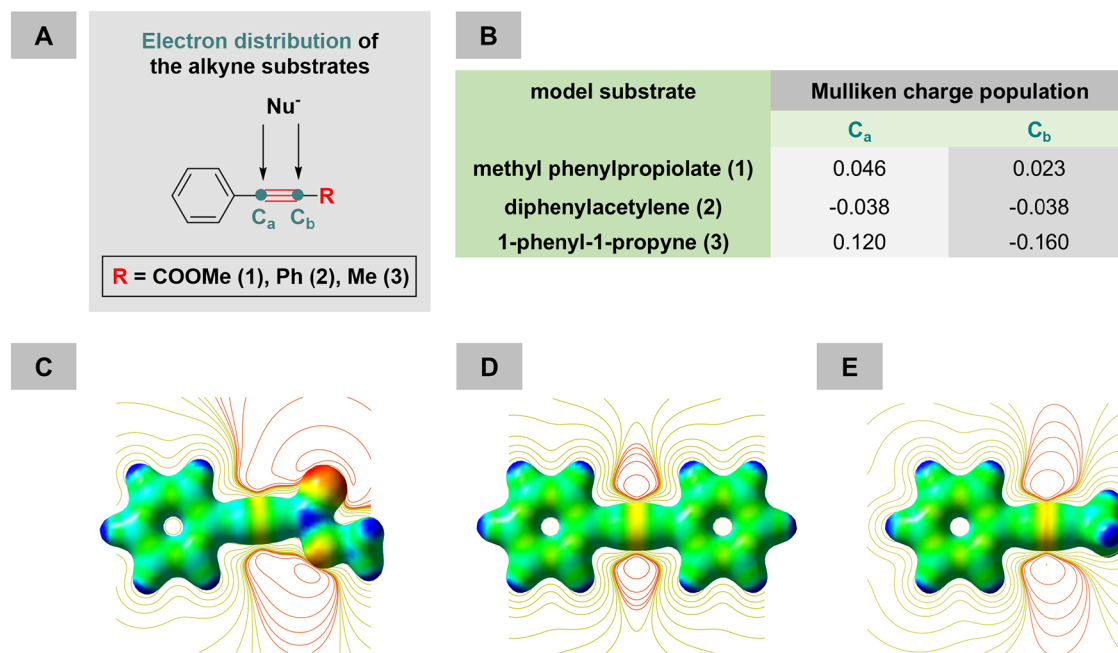 A
Electron distribution of
the alkyne substrates
Nu-
Ca
Cb
R
R = COOMe (1), Ph (2), Me (3)
B
model substrate
Mulliken charge population
Ca
Cb
methyl phenylpropiolate (1)
0.046
0.023
diphenylacetylene (2)
-0.038
-0.038
1-phenyl-1-propyne (3)
0.120
-0.160
C
D
E